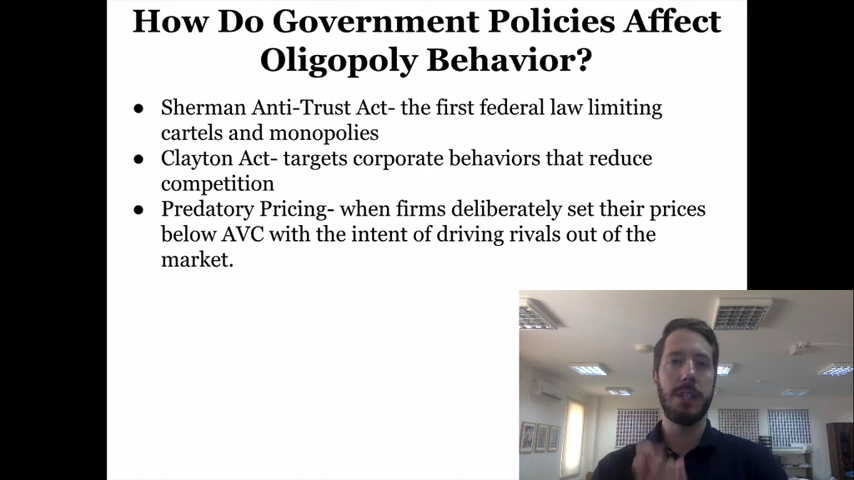 How Do Government Policies Affect
Oligopoly Behavior?
● Sherman Anti-Trust Act- the first federal law limiting
cartels and monopolies
● Clayton Act- targets corporate behaviors that reduce
competition
● Predatory Pricing- when firms deliberately set their prices
below AVC with the intent of driving rivals out of the
market.